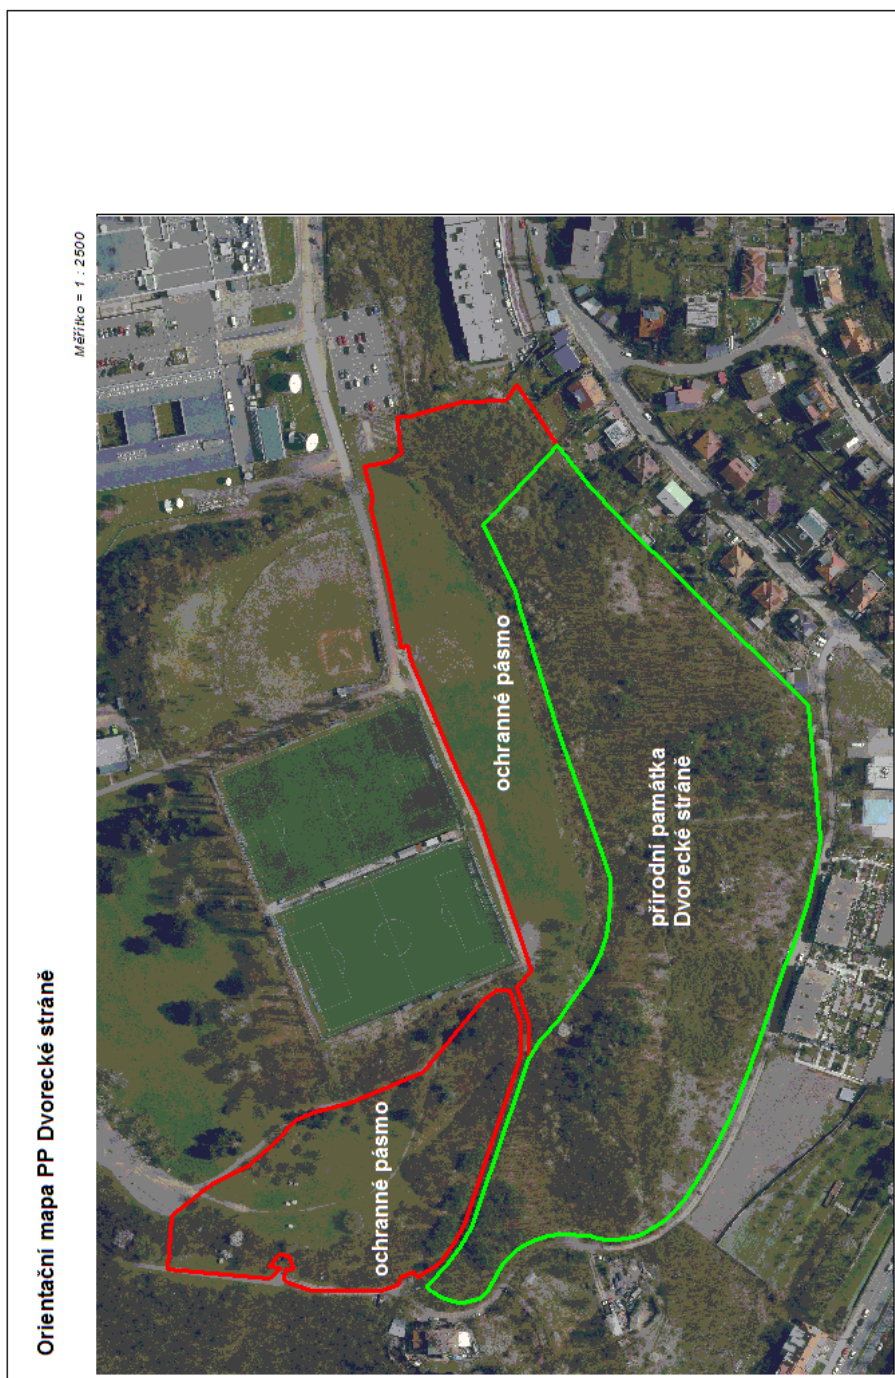 Orientační mapa PP Dvorecké stráně
Měřítko = 1 : 2500
ochranné pásmo
ochranné pásmo
přírodní památka
Dvorecké stráně